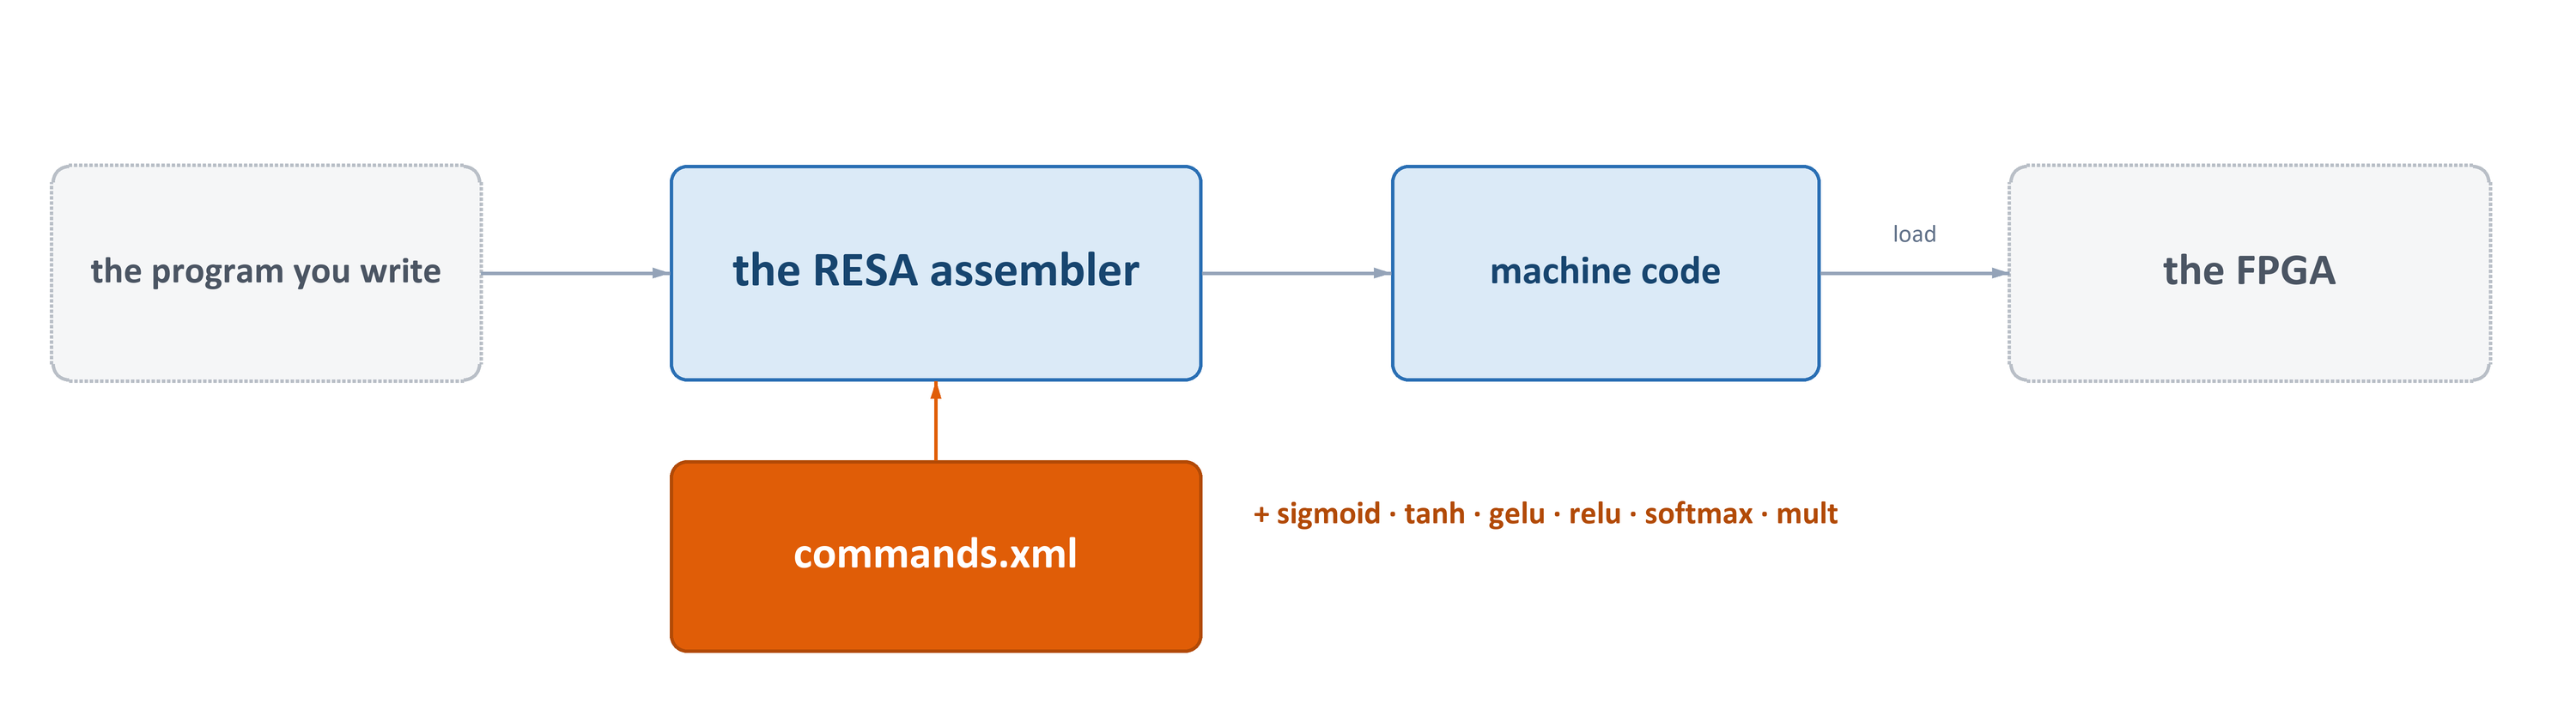 the program you write
the RESA assembler
machine code
load
the FPGA
commands.xml
+ sigmoid · tanh · gelu · relu · softmax · mult